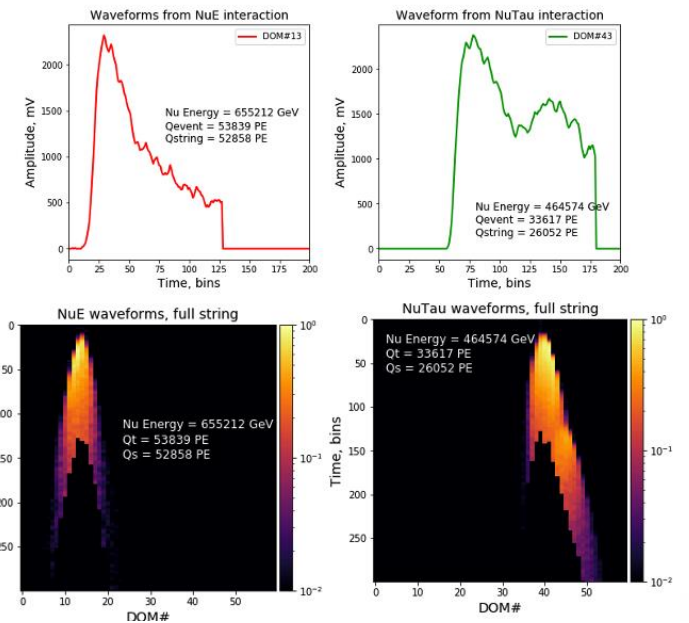 Waveforms from NuE interaction
DOM#13
Nu Energy = 655212 GeV
Qevent = 53839 PE
Qstring = 52858 PE
Amplitude, mV
2000
1500
1000
500
0
0 25 50 75 100 125 150 175 200
Time, bins
Waveform from NuTau interaction
DOM#43
Nu Energy = 464574 GeV
Qevent = 33617 PE
Qstring = 26052 PE
Amplitude, mV
2000
1500
1000
500
0
0 25 50 75 100 125 150 175 200
Time, bins
NuE waveforms, full string
Nu Energy = 655212 GeV
Qt = 53839 PE
Qs = 52858 PE
0
50
00
50
200
250
0 10 20 30 40 50
DOM#
10⁰
10⁻¹
10⁻²
NuTau waveforms, full string
Nu Energy = 464574 GeV
Qt = 33617 PE
Qs = 26052 PE
Time, bins
0
50
100
150
200
250
0 10 20 30 40 50
DOM#
10⁰
10⁻¹
10⁻²